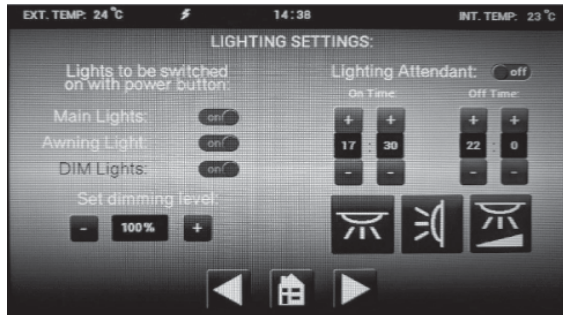 EXT. TEMP: 24 °C 14:38 INT. TEMP: 23 °C
LIGHTING SETTINGS:
Lights to be switched
on with power button:
Main Lights: on
Awning Light: on
DIM Lights: on
Set dimming level:
- 100% +
Lighting Attendant: off
On Time: Off Time:
+ + + +
17 : 30 22 : 0
- - - -